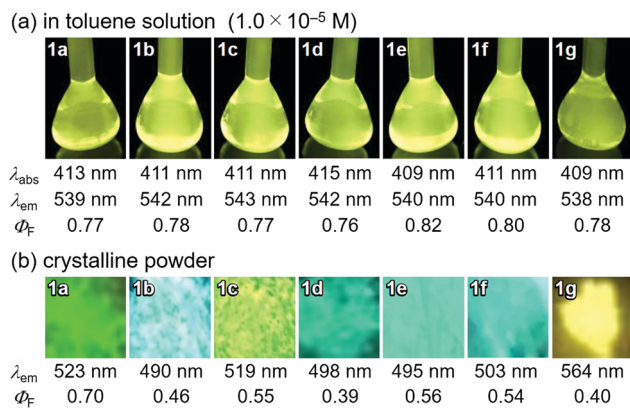 (a) in toluene solution (1.0 × 10⁻⁵ M)
1a 1b 1c 1d 1e 1f 1g
λabs 413 nm 411 nm 411 nm 415 nm 409 nm 411 nm 409 nm
λem 539 nm 542 nm 543 nm 542 nm 540 nm 540 nm 538 nm
ΦF 0.77 0.78 0.77 0.76 0.82 0.80 0.78
(b) crystalline powder
1a 1b 1c 1d 1e 1f 1g
λem 523 nm 490 nm 519 nm 498 nm 495 nm 503 nm 564 nm
ΦF 0.70 0.46 0.55 0.39 0.56 0.54 0.40